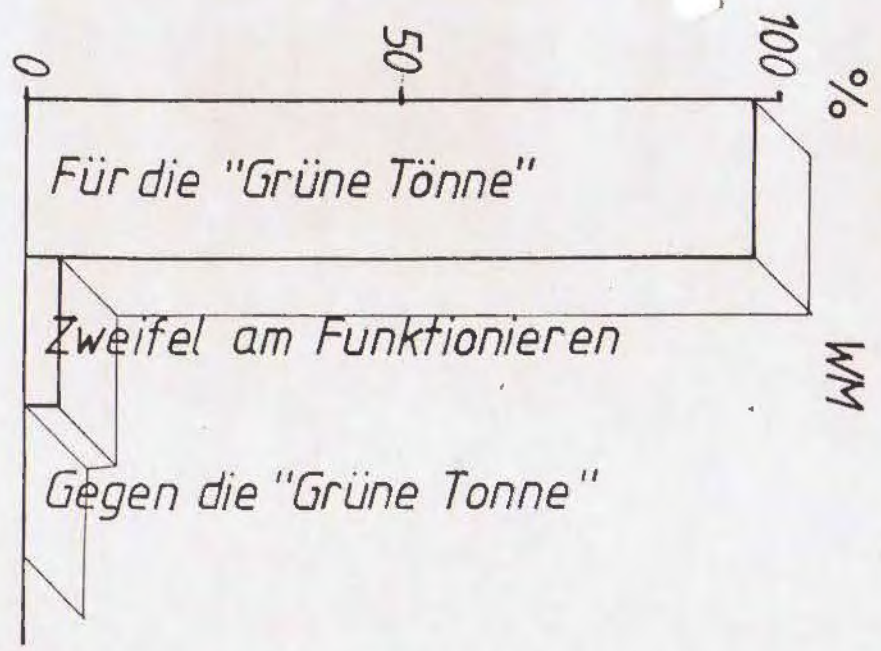 0
50
100
%
Für die "Grüne Tönne"
Zweifel am Funktionieren
WM
Gegen die "Grüne Tonne"